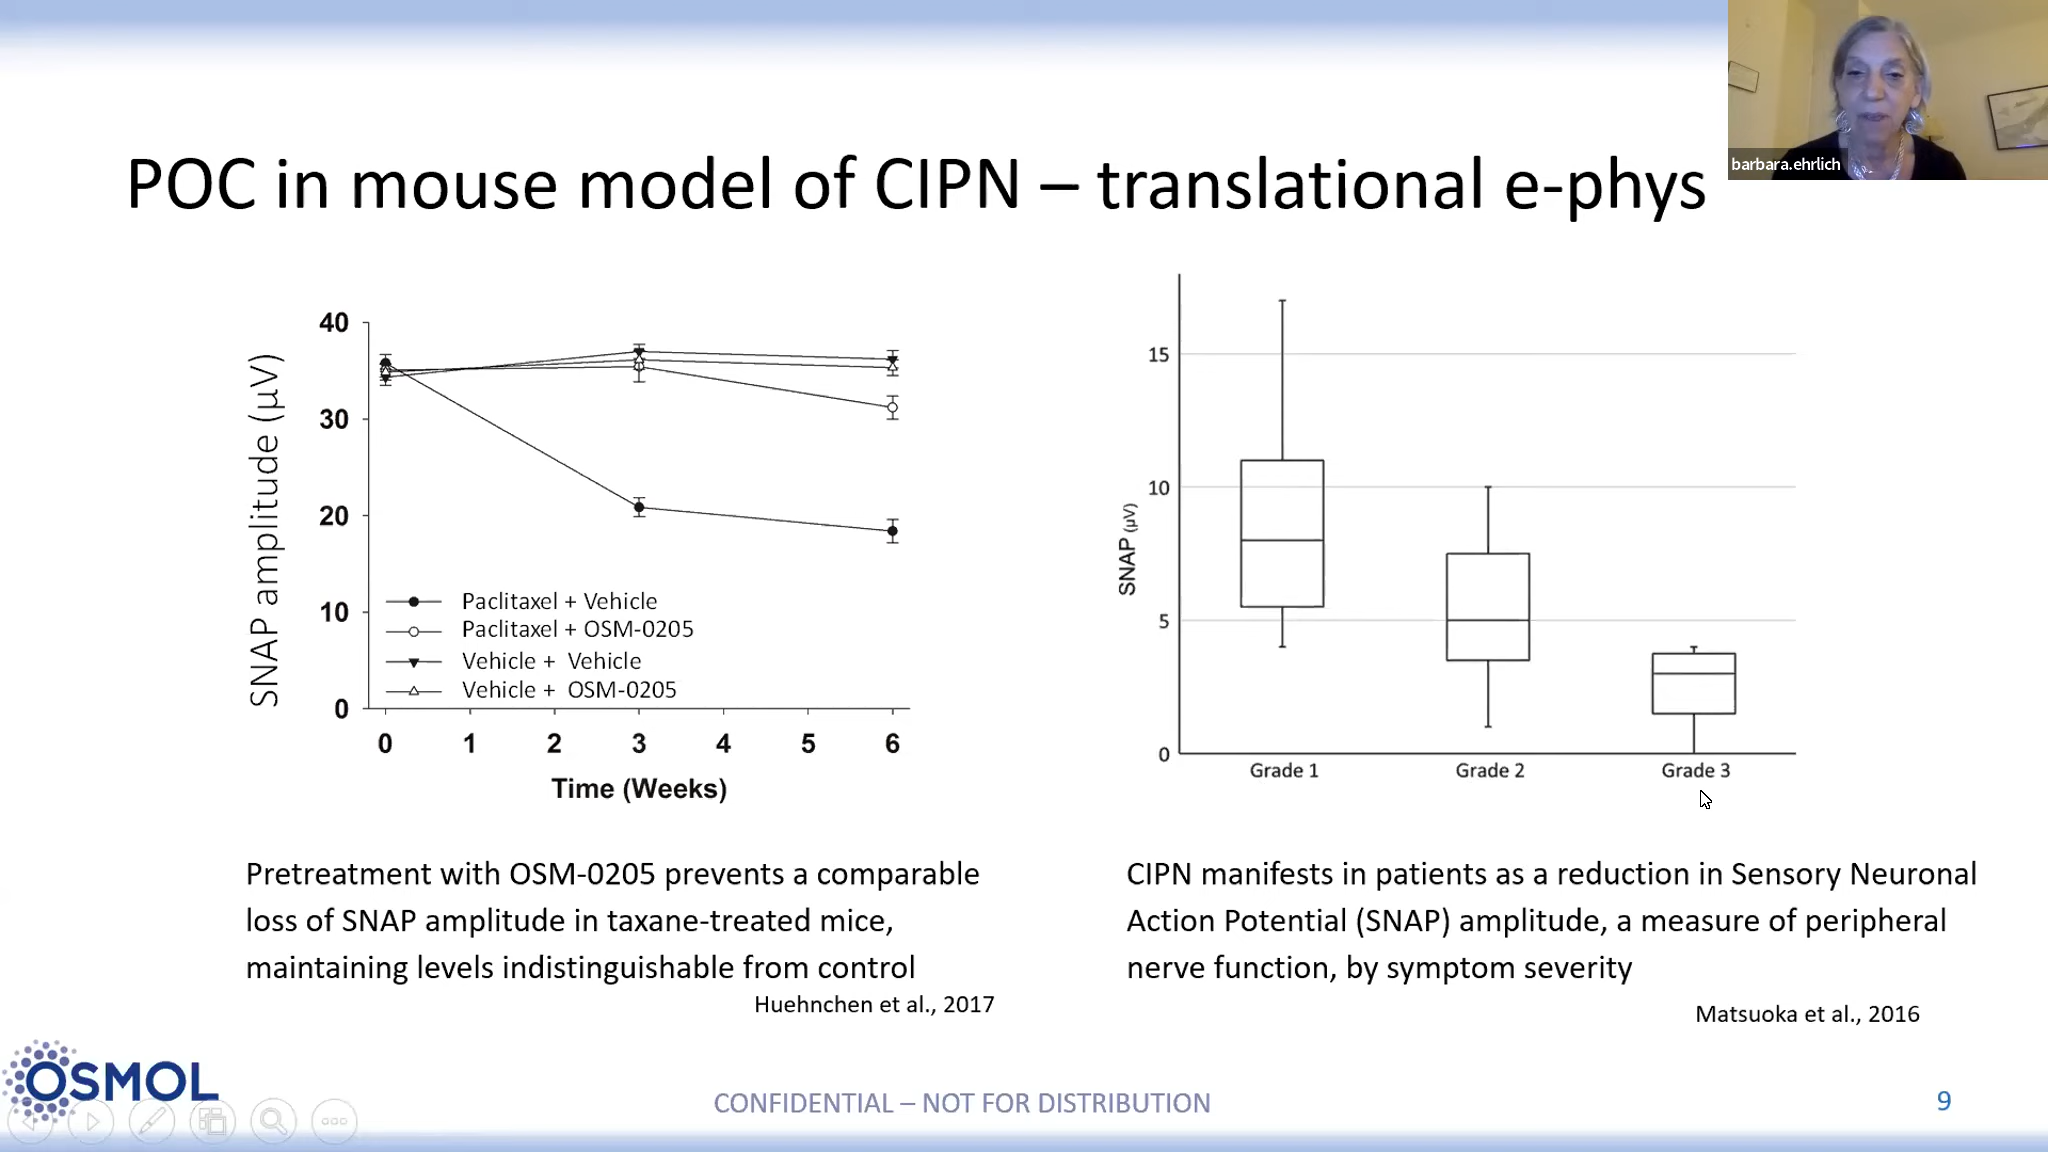 barbara.ehrlich
POC in mouse model of CIPN – translational e-phys
SNAP amplitude (µV)
40
30
20
10
0
Paclitaxel + Vehicle
Paclitaxel + OSM-0205
Vehicle + Vehicle
Vehicle + OSM-0205
0 1 2 3 4 5 6
Time (Weeks)
SNAP (µV)
15
10
5
0
Grade 1 Grade 2 Grade 3
Pretreatment with OSM-0205 prevents a comparable
loss of SNAP amplitude in taxane-treated mice,
maintaining levels indistinguishable from control
Huehnchen et al., 2017
CIPN manifests in patients as a reduction in Sensory Neuronal
Action Potential (SNAP) amplitude, a measure of peripheral
nerve function, by symptom severity
Matsuoka et al., 2016
OSMOL
CONFIDENTIAL – NOT FOR DISTRIBUTION
9